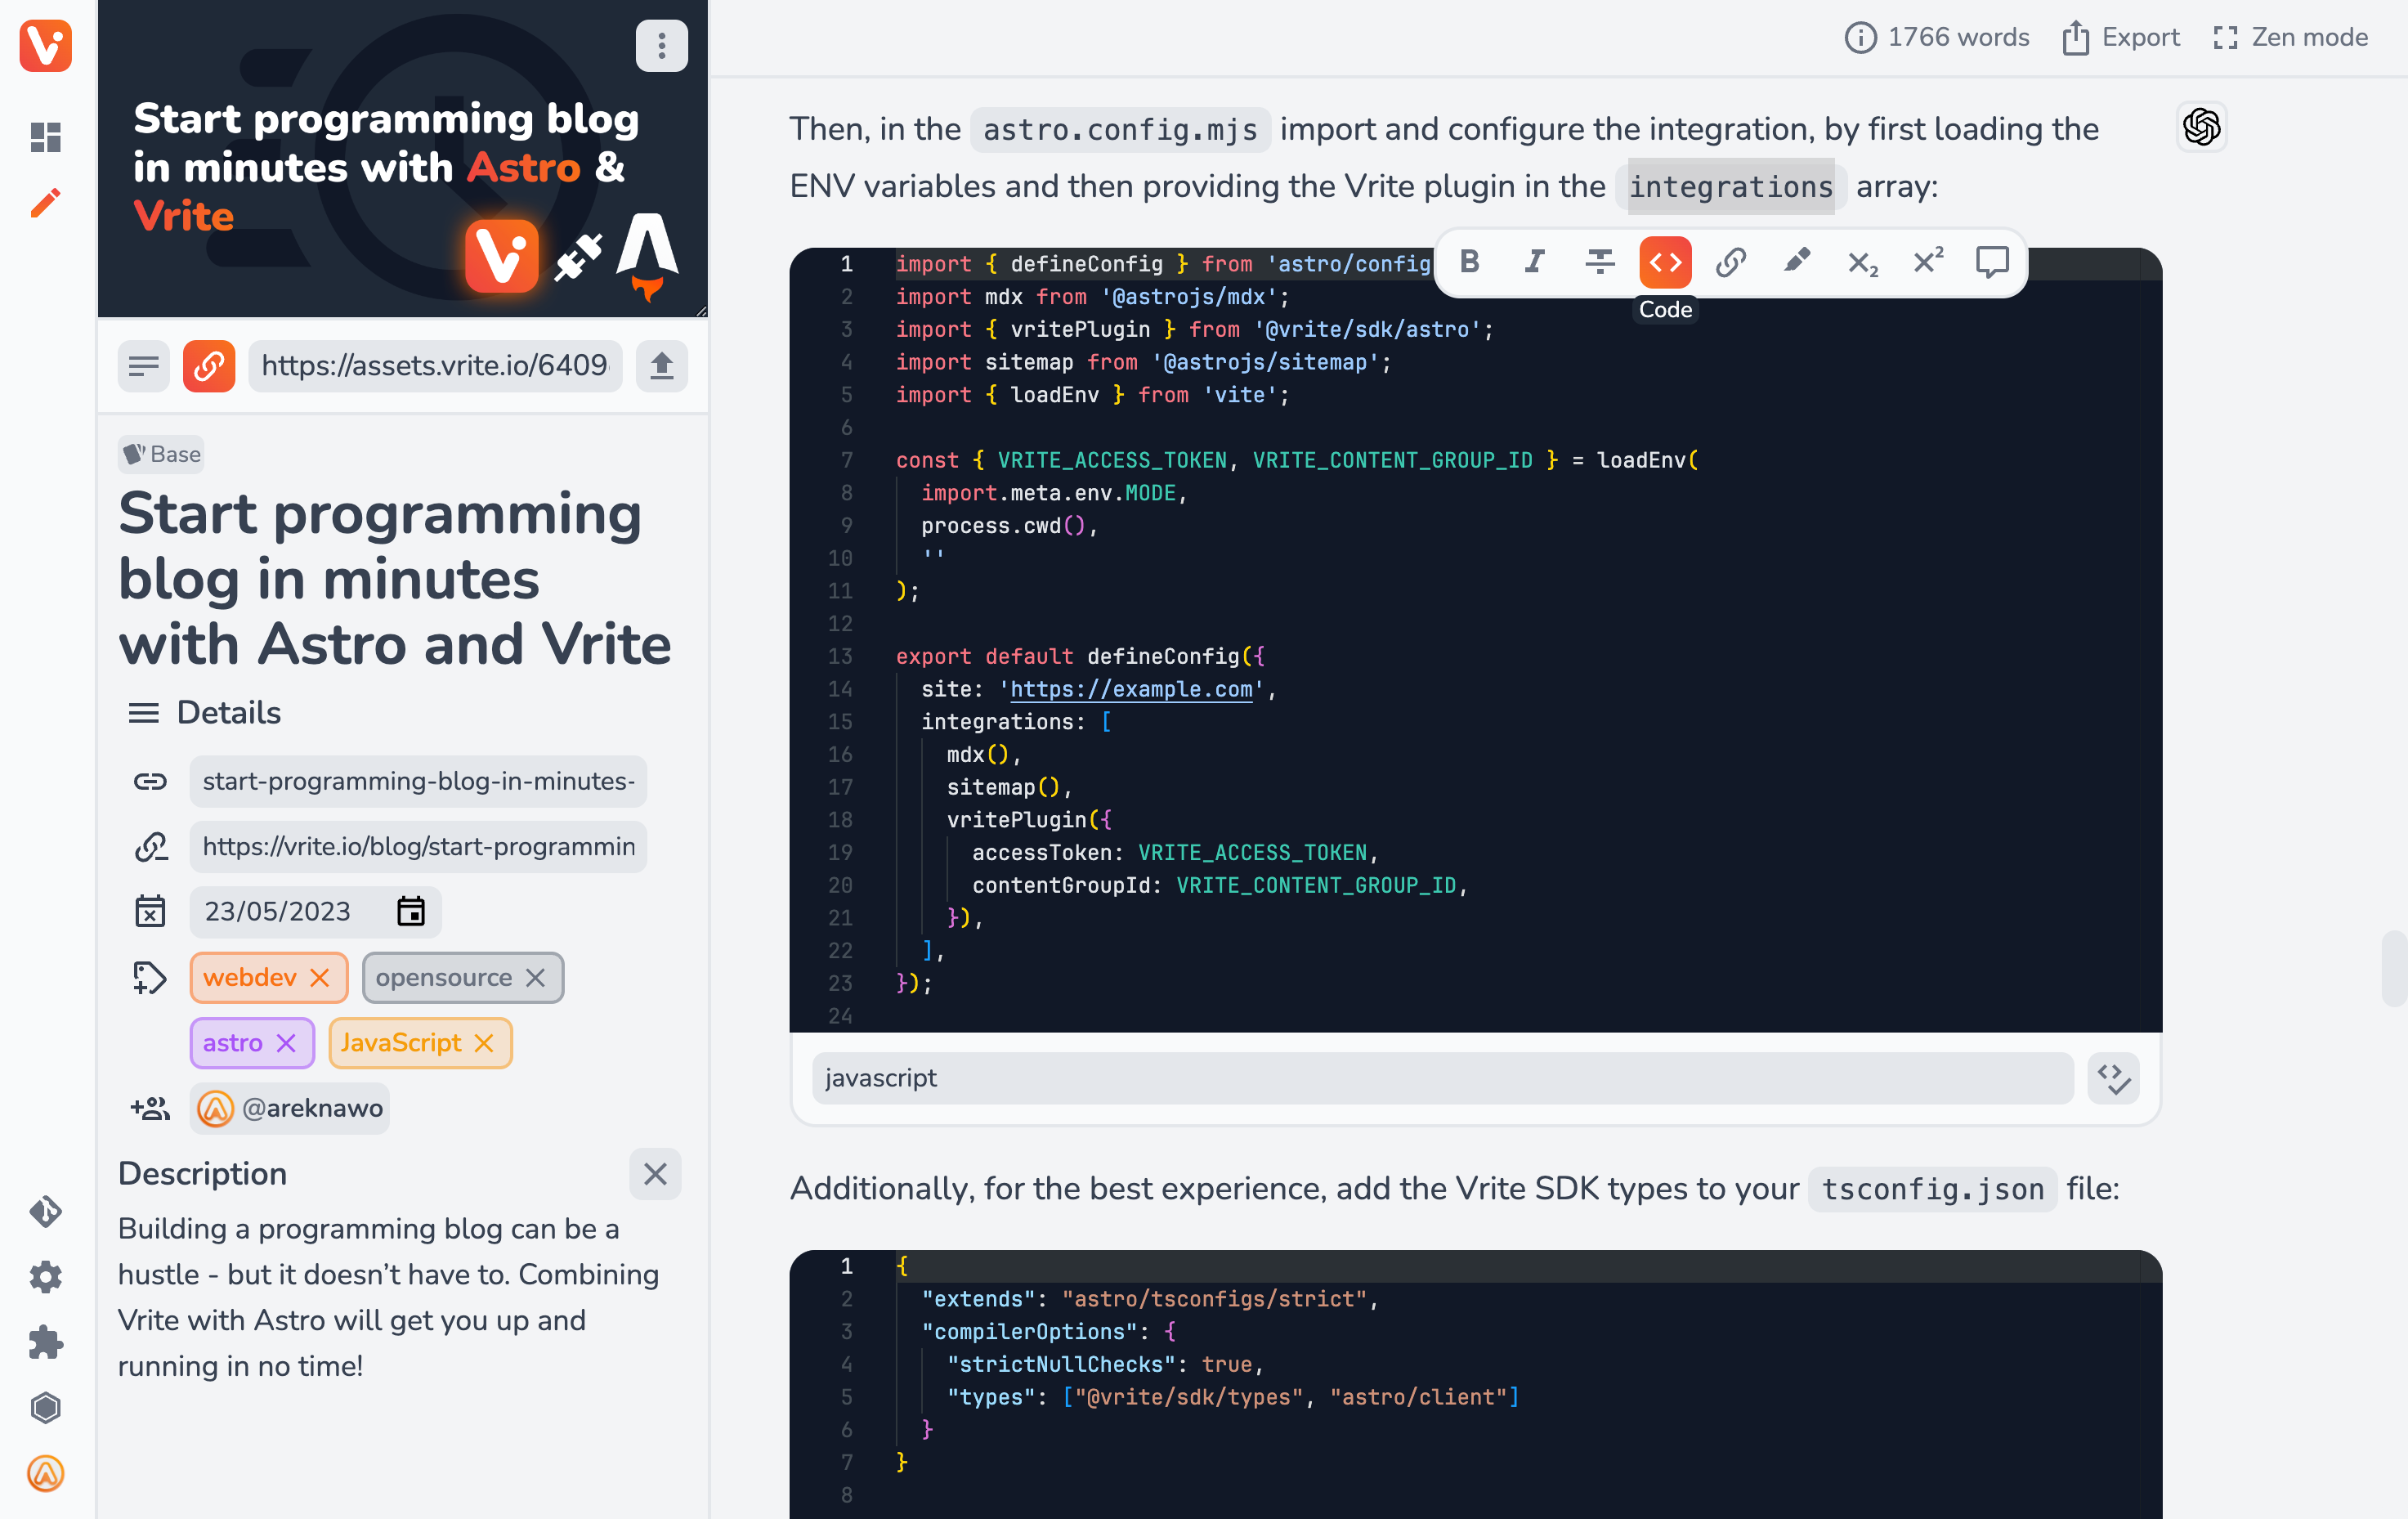 Start programming blog
in minutes with Astro &
Vrite
https://assets.vrite.io/6409
Base
Start programming
blog in minutes
with Astro and Vrite
Details
start-programming-blog-in-minutes-
https://vrite.io/blog/start-programmin
23/05/2023
webdev opensource
astro JavaScript
@areknawo
Description
Building a programming blog can be a
hustle - but it doesn’t have to. Combining
Vrite with Astro will get you up and
running in no time!
1766 words Export Zen mode
Then, in the astro.config.mjs import and configure the integration, by first loading the
ENV variables and then providing the Vrite plugin in the integrations array:
Code
1 import { defineConfig } from 'astro/config
2 import mdx from '@astrojs/mdx';
3 import { vritePlugin } from '@vrite/sdk/astro';
4 import sitemap from '@astrojs/sitemap';
5 import { loadEnv } from 'vite';
6
7 const { VRITE_ACCESS_TOKEN, VRITE_CONTENT_GROUP_ID } = loadEnv(
8 import.meta.env.MODE,
9 process.cwd(),
10 ''
11 );
12
13 export default defineConfig({
14 site: 'https://example.com',
15 integrations: [
16 mdx(),
17 sitemap(),
18 vritePlugin({
19 accessToken: VRITE_ACCESS_TOKEN,
20 contentGroupId: VRITE_CONTENT_GROUP_ID,
21 }),
22 ],
23 });
24
javascript
Additionally, for the best experience, add the Vrite SDK types to your tsconfig.json file:
1 {
2 "extends": "astro/tsconfigs/strict",
3 "compilerOptions": {
4 "strictNullChecks": true,
5 "types": ["@vrite/sdk/types", "astro/client"]
6 }
7 }
8